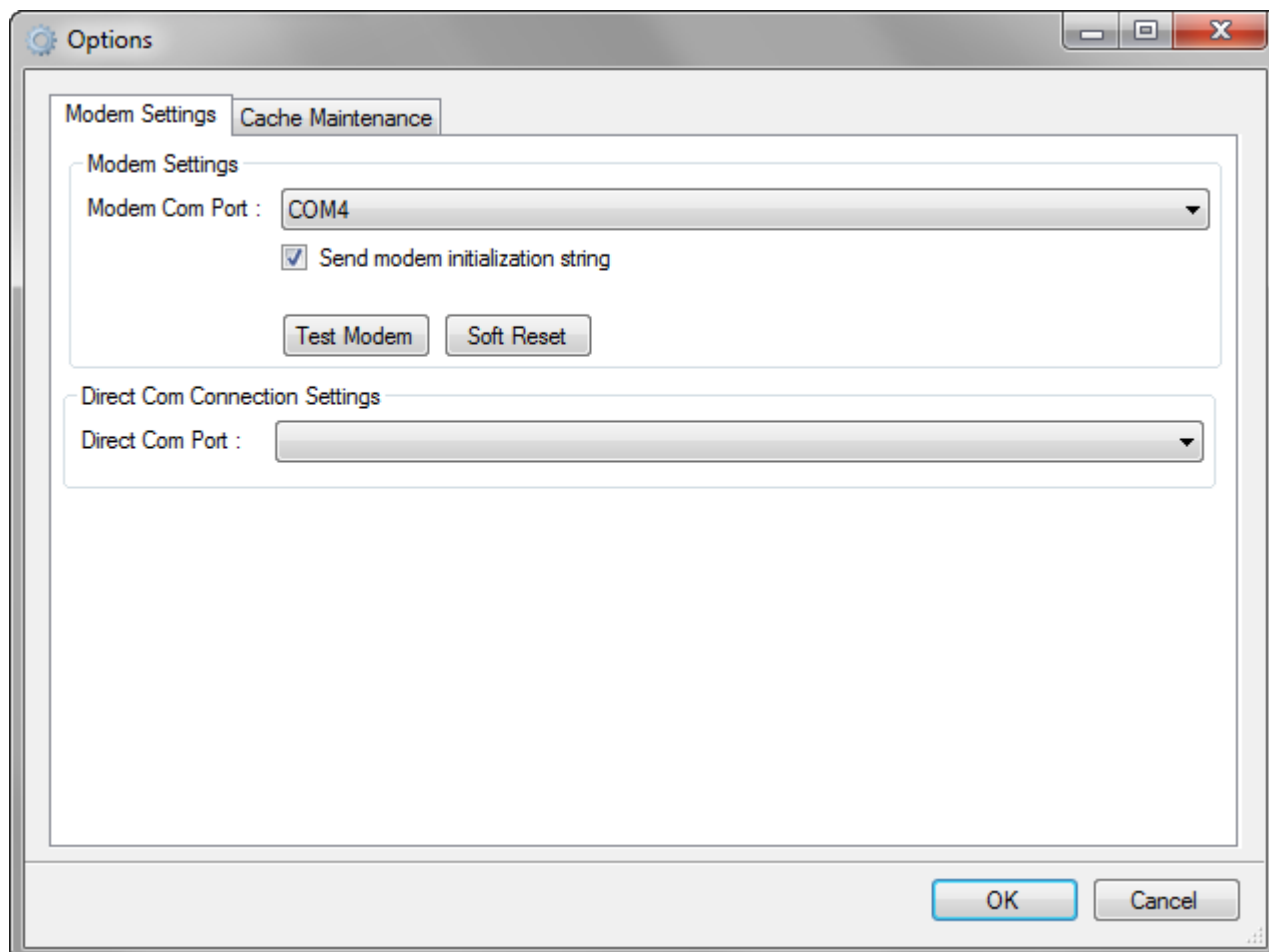 Options
Modem Settings Cache Maintenance
Modem Settings
Modem Com Port : COM4
Send modem initialization string
Test Modem Soft Reset
Direct Com Connection Settings
Direct Com Port :
OK Cancel